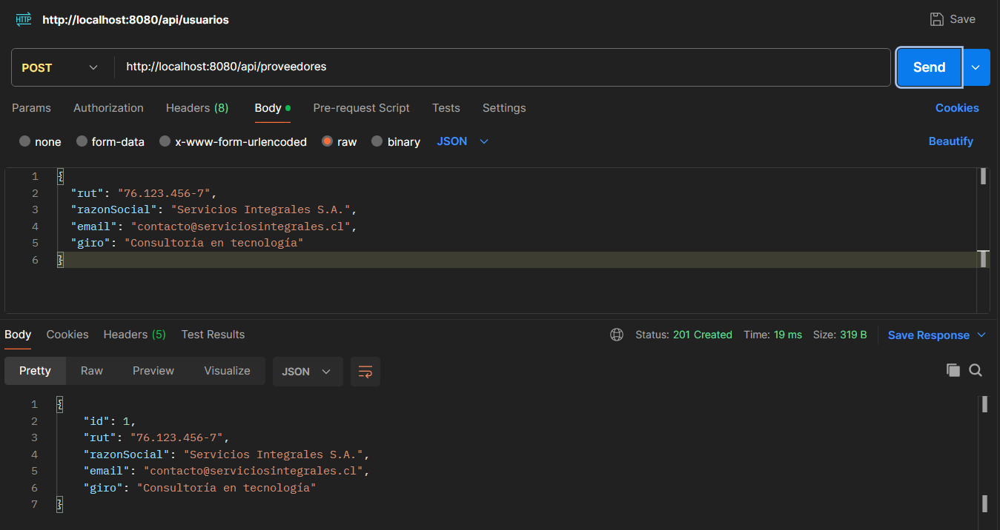 HTTP http://localhost:8080/api/usuarios Save
POST http://localhost:8080/api/proveedores Send
Params Authorization Headers (8) Body Pre-request Script Tests Settings Cookies
none form-data x-www-form-urlencoded raw binary JSON Beautify
1 {
2 "rut": "76.123.456-7",
3 "razonSocial": "Servicios Integrales S.A.",
4 "email": "contacto@serviciosintegrales.cl",
5 "giro": "Consultoría en tecnología"
6 }
Body Cookies Headers (5) Test Results Status: 201 Created Time: 19 ms Size: 319 B Save Response
Pretty Raw Preview Visualize JSON
1 {
2 "id": 1,
3 "rut": "76.123.456-7",
4 "razonSocial": "Servicios Integrales S.A.",
5 "email": "contacto@serviciosintegrales.cl",
6 "giro": "Consultoría en tecnología"
7 }